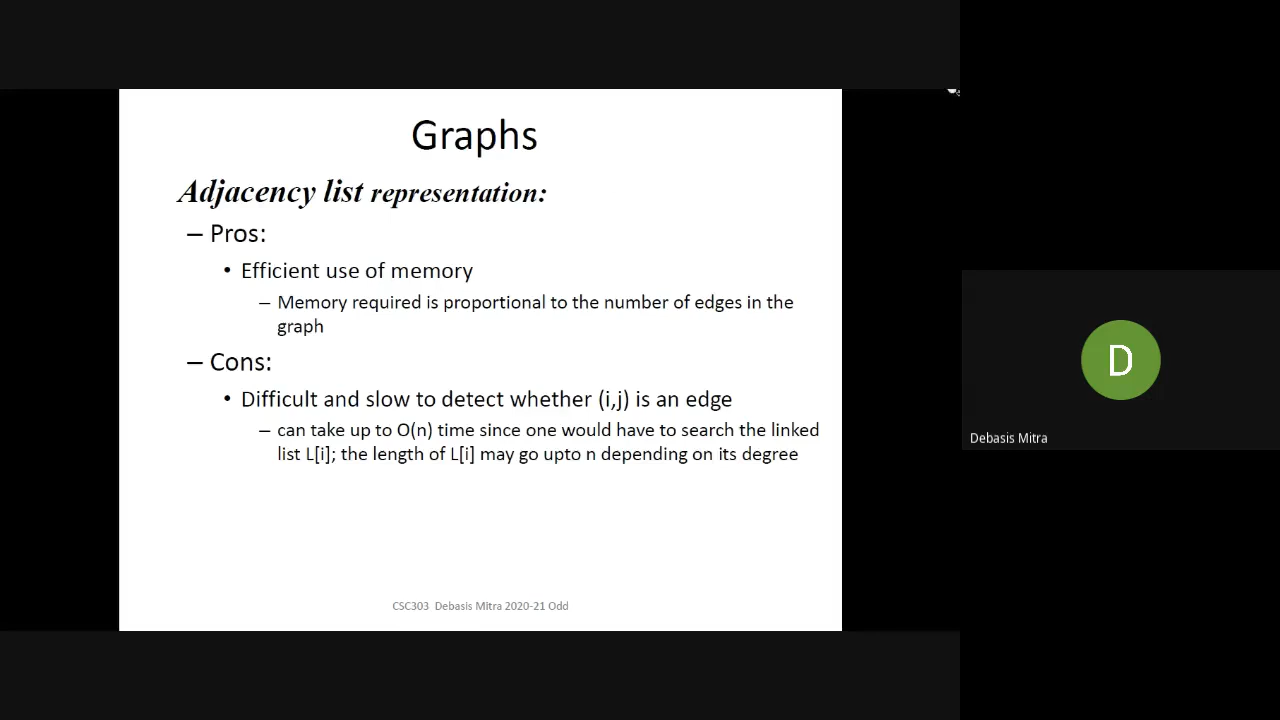 Graphs
Adjacency list representation:
– Pros:
• Efficient use of memory
– Memory required is proportional to the number of edges in the
graph
– Cons:
• Difficult and slow to detect whether (i,j) is an edge
– can take up to O(n) time since one would have to search the linked
list L[i]; the length of L[i] may go upto n depending on its degree
CSC303 Debasis Mitra 2020-21 Odd
D
Debasis Mitra